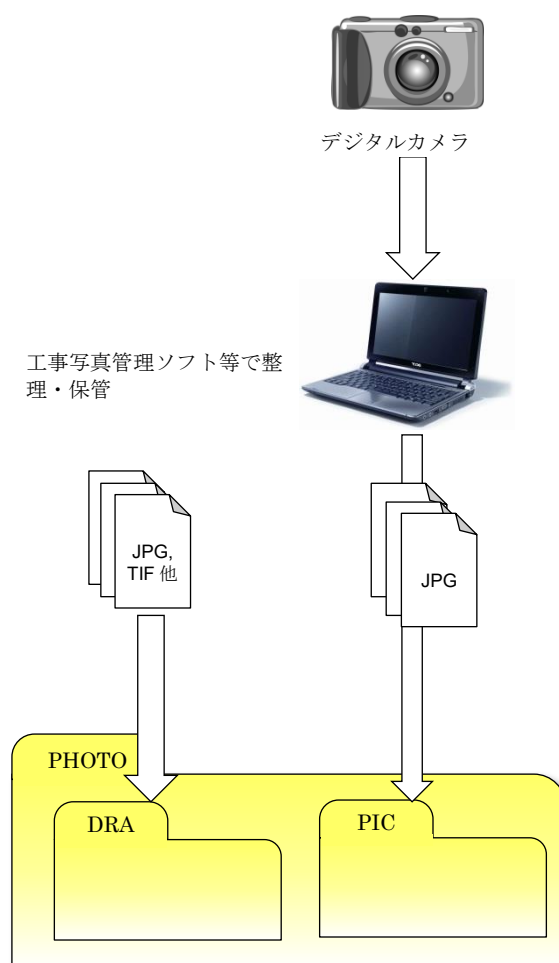 デジタルカメラ
工事写真管理ソフト等で整
理・保管
JPG,
TIF 他
JPG
PHOTO
DRA
PIC